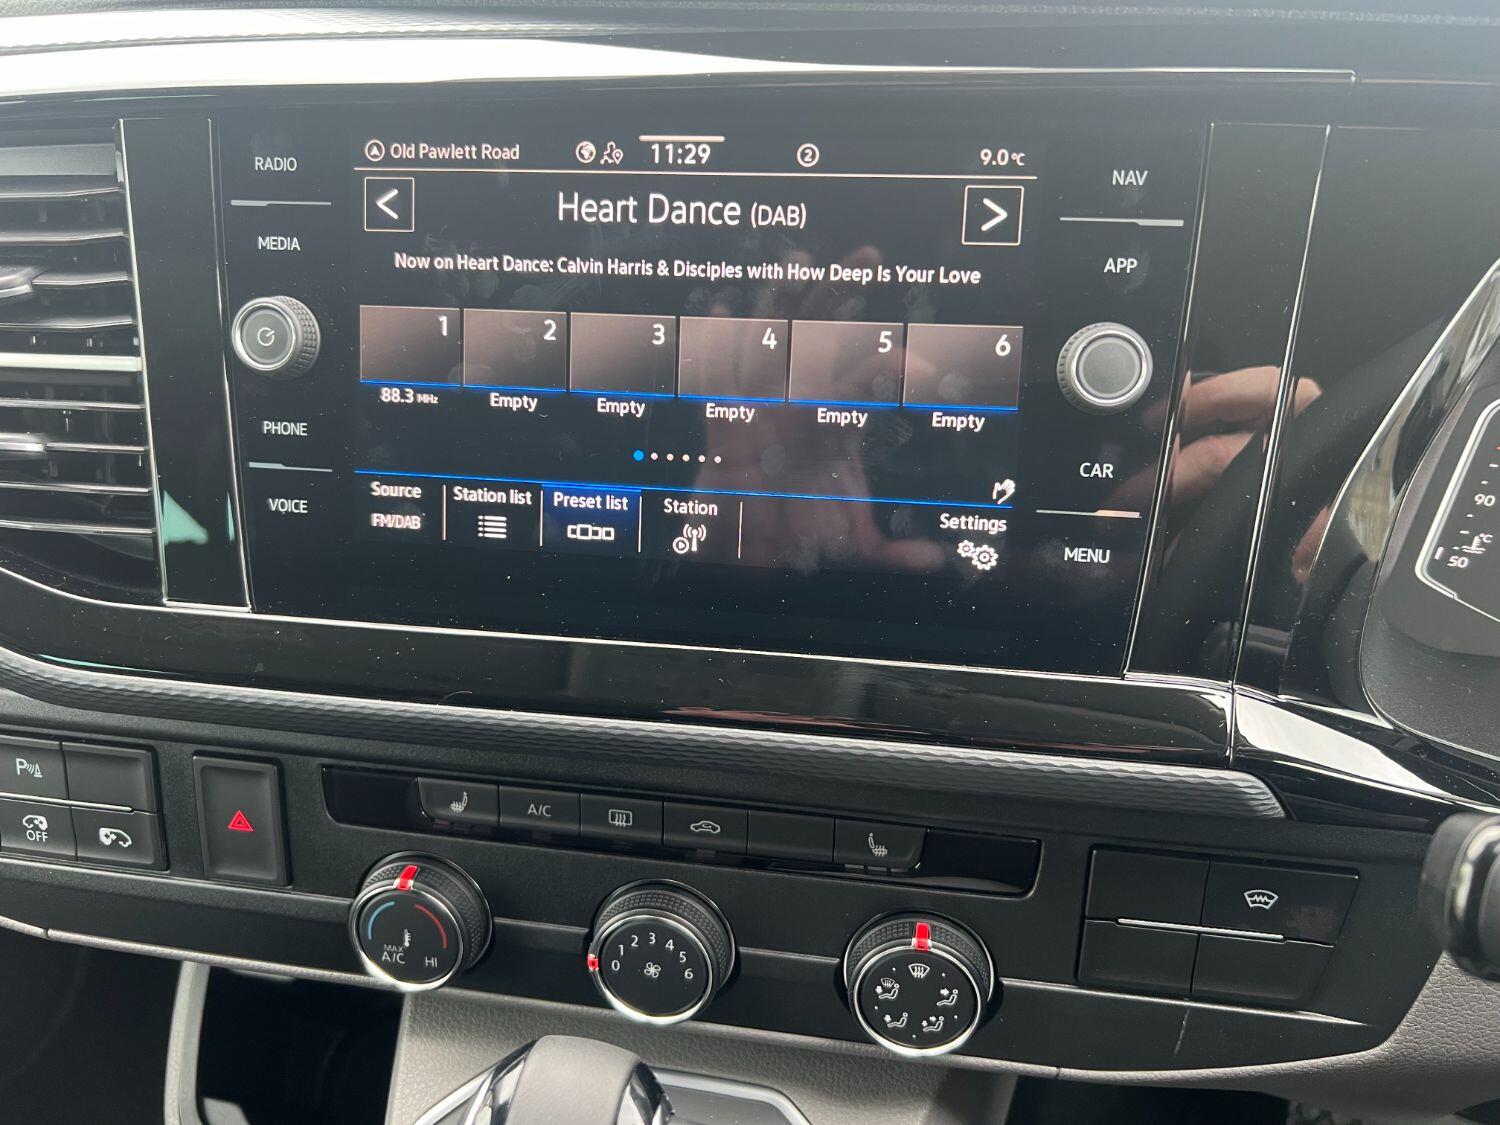 RADIO
MEDIA
PHONE
VOICE
Old Pawlett Road
11:29
2
9.0°C
Heart Dance (DAB)
Now on Heart Dance: Calvin Harris & Disciples with How Deep Is Your Love
1 2 3 4 5 6
88.3 MHz Empty Empty Empty Empty Empty
Source
FM/DAB
Station list
Preset list
Station
Settings
NAV
APP
CAR
MENU
90
°C
50
P
OFF
A/C
MAX
A/C
HI
0 1 2 3 4 5 6